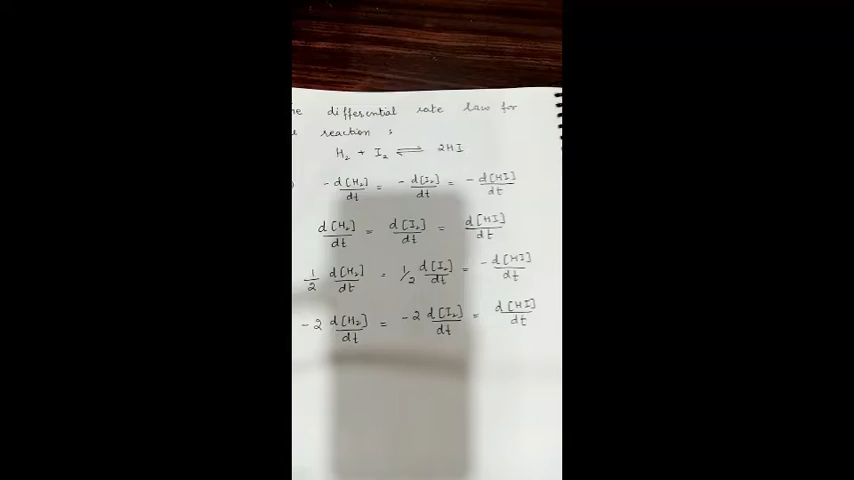 he differential rate law for
reaction :
H₂ + I₂ ⇌ 2HI
) - d[H₂]/dt = - d[I₂]/dt = - d[HI]/dt
d[H₂]/dt = d[I₂]/dt = d[HI]/dt
1/2 d[H₂]/dt = 1/2 d[I₂]/dt = - d[HI]/dt
- 2 d[H₂]/dt = - 2 d[I₂]/dt = d[HI]/dt